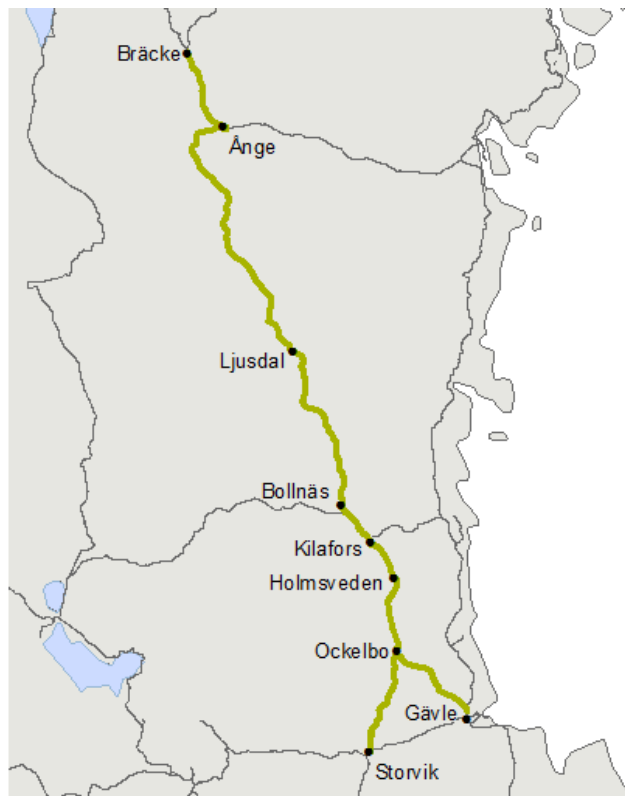 Bräcke
Ånge
Ljusdal
Bollnäs
Kilafors
Holmsveden
Ockelbo
Gävle
Storvik